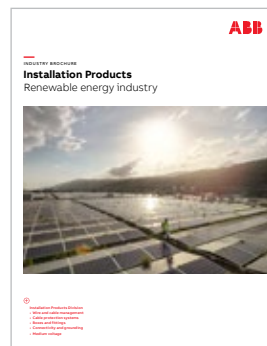 ABB
INDUSTRY BROCHURE
Installation Products
Renewable energy industry
Installation Products Division
- Wire and cable management
- Cable protection systems
- Boxes and fittings
- Connectivity and grounding
- Medium voltage